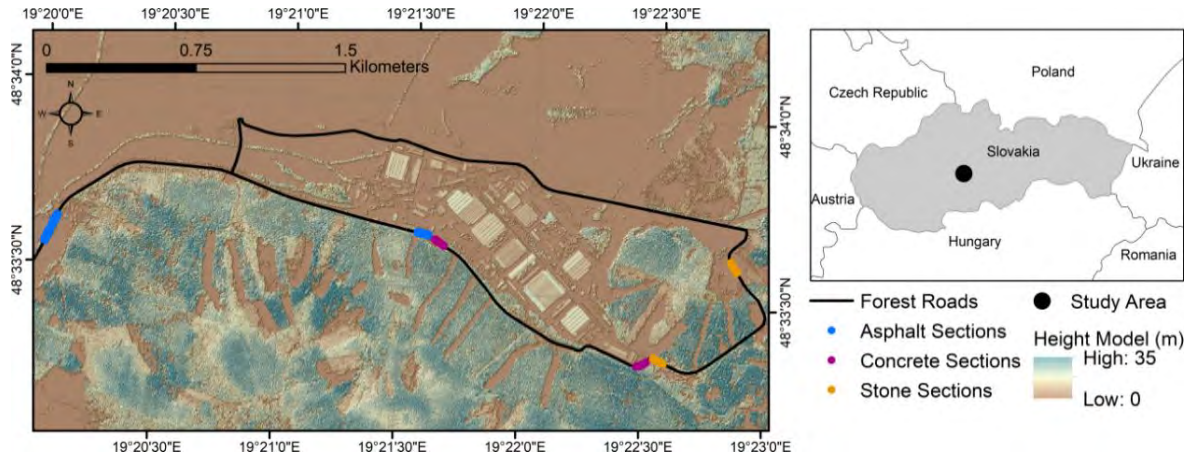 19°20'0"E 19°20'30"E 19°21'0"E 19°21'30"E 19°22'0"E 19°22'30"E
0 0.75 1.5
Kilometers
N
W E
S
48°34'0"N
48°33'30"N
48°34'0"N
48°33'30"N
19°20'30"E 19°21'0"E 19°21'30"E 19°22'0"E 19°22'30"E 19°23'0"E
Poland
Czech Republic
Slovakia
Ukraine
Austria
Hungary
Romania
Forest Roads
Asphalt Sections
Concrete Sections
Stone Sections
Study Area
Height Model (m)
High: 35
Low: 0